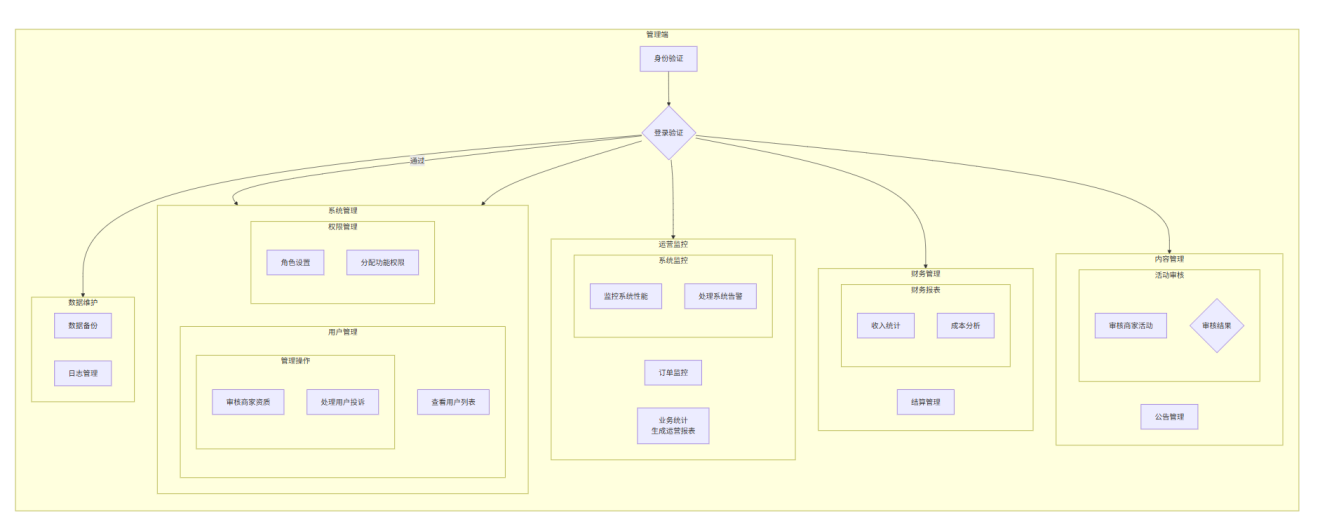 管理端
身份验证
登录验证
通过
数据维护
数据备份
日志管理
系统管理
权限管理
角色设置
分配功能权限
用户管理
管理操作
审核商家资质
处理用户投诉
查看用户列表
运营监控
系统监控
监控系统性能
处理系统告警
订单监控
业务统计
生成运营报表
财务管理
财务报表
收入统计
成本分析
结算管理
内容管理
活动审核
审核商家活动
审核结果
公告管理